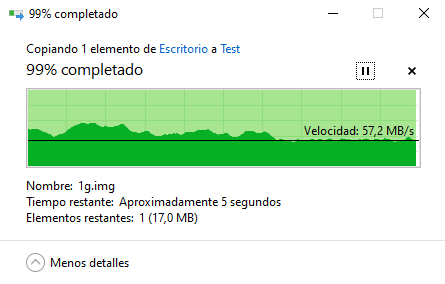 99% completado
Copiando 1 elemento de Escritorio a Test
99% completado
Velocidad: 57,2 MB/s
Nombre: 1g.img
Tiempo restante: Aproximadamente 5 segundos
Elementos restantes: 1 (17,0 MB)
Menos detalles